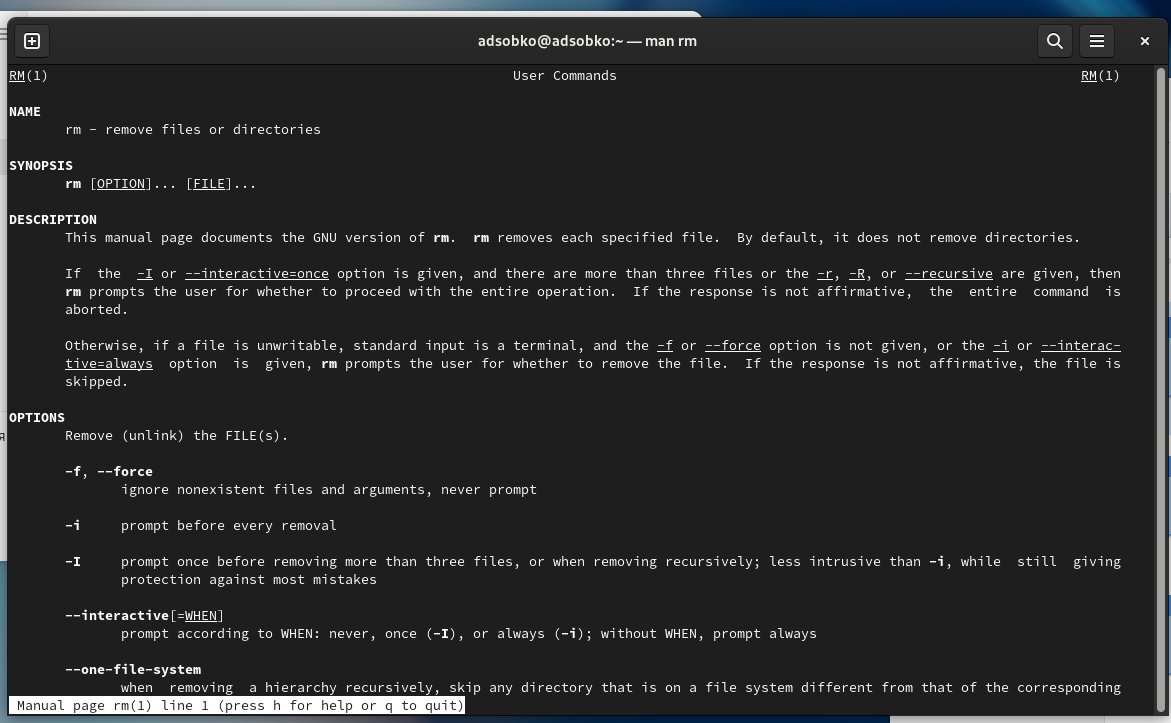 adsobko@adsobko:~ — man rm
RM(1) User Commands RM(1)
NAME
rm - remove files or directories
SYNOPSIS
rm [OPTION]... [FILE]...
DESCRIPTION
This manual page documents the GNU version of rm. rm removes each specified file. By default, it does not remove directories.
If the -I or --interactive=once option is given, and there are more than three files or the -r, -R, or --recursive are given, then
rm prompts the user for whether to proceed with the entire operation. If the response is not affirmative, the entire command is
aborted.
Otherwise, if a file is unwritable, standard input is a terminal, and the -f or --force option is not given, or the -i or --interac-
tive=always option is given, rm prompts the user for whether to remove the file. If the response is not affirmative, the file is
skipped.
OPTIONS
Remove (unlink) the FILE(s).
-f, --force
ignore nonexistent files and arguments, never prompt
-i prompt before every removal
-I prompt once before removing more than three files, or when removing recursively; less intrusive than -i, while still giving
protection against most mistakes
--interactive[=WHEN]
prompt according to WHEN: never, once (-I), or always (-i); without WHEN, prompt always
--one-file-system
when removing a hierarchy recursively, skip any directory that is on a file system different from that of the corresponding
Manual page rm(1) line 1 (press h for help or q to quit)